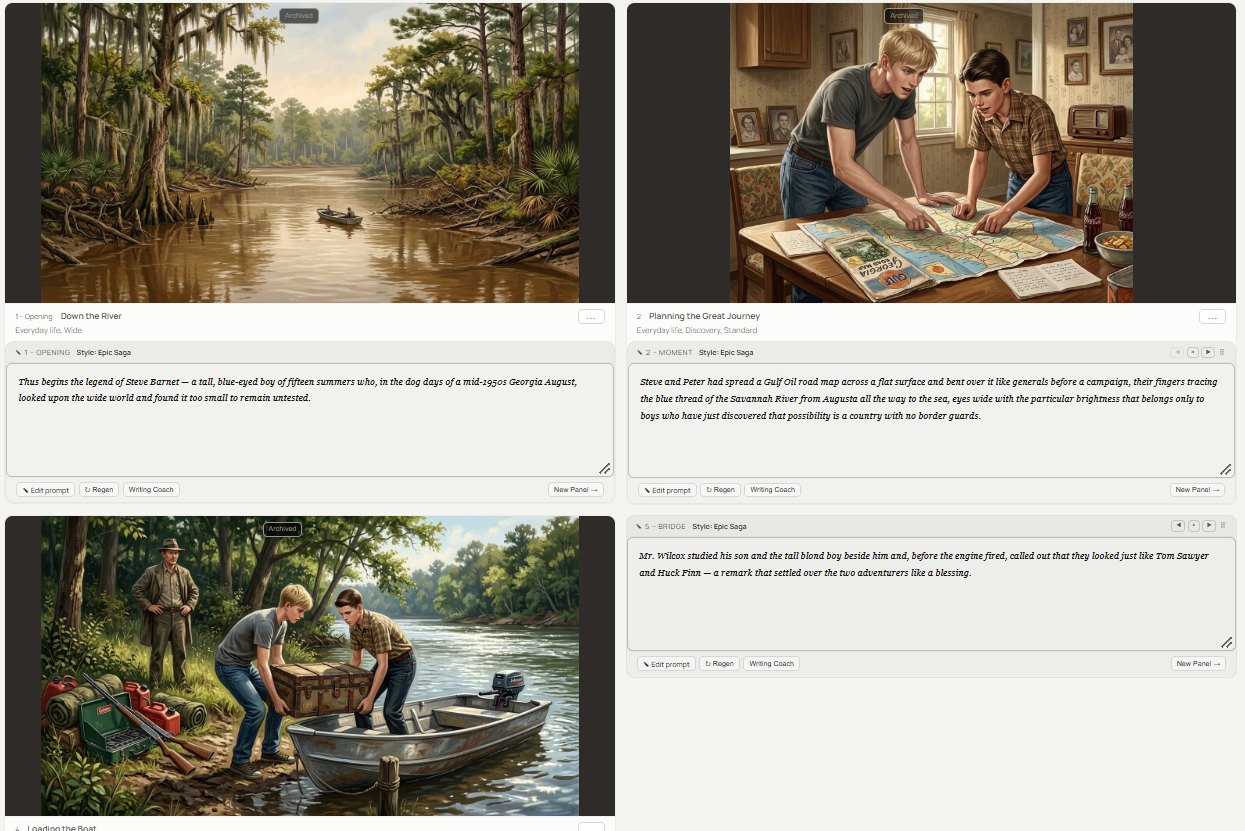 Archived
1 - Opening Down the River
...
Everyday life, Wide
1 – OPENING Style: Epic Saga
Thus begins the legend of Steve Barnet — a tall, blue-eyed boy of fifteen summers who, in the dog days of a mid-1950s Georgia August,
looked upon the wide world and found it too small to remain untested.
Edit prompt
↻ Regen
Writing Coach
New Panel →
Archived
GEORGIA
ROAD MAP
GULF
2 Planning the Great Journey
...
Everyday life, Discovery, Standard
2 – MOMENT Style: Epic Saga
Steve and Peter had spread a Gulf Oil road map across a flat surface and bent over it like generals before a campaign, their fingers tracing
the blue thread of the Savannah River from Augusta all the way to the sea, eyes wide with the particular brightness that belongs only to
boys who have just discovered that possibility is a country with no border guards.
Edit prompt
↻ Regen
Writing Coach
New Panel →
Archived
4 Loading the Boat
5 – BRIDGE Style: Epic Saga
Mr. Wilcox studied his son and the tall blond boy beside him and, before the engine fired, called out that they looked just like Tom Sawyer
and Huck Finn — a remark that settled over the two adventurers like a blessing.
Edit prompt
↻ Regen
Writing Coach
New Panel →